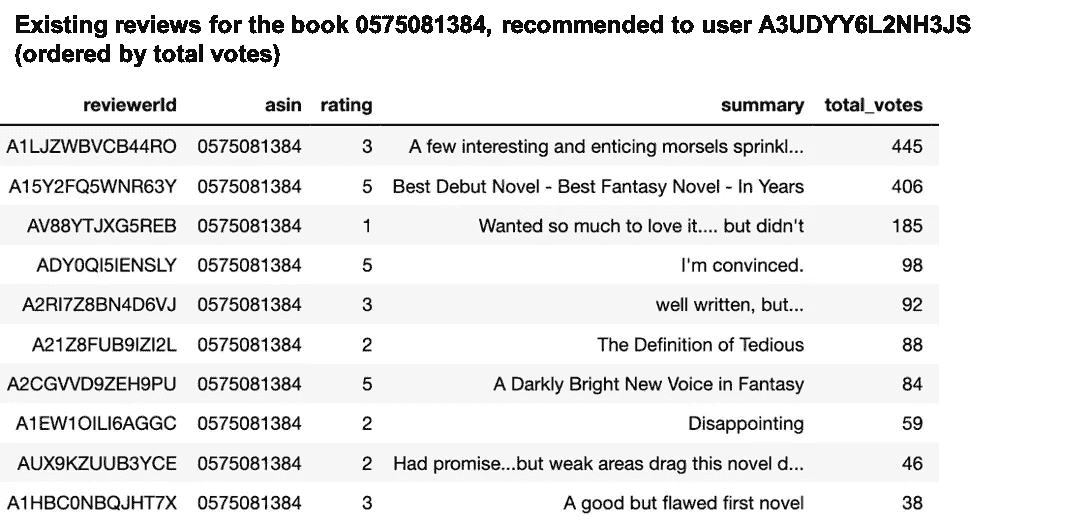 Existing reviews for the book 0575081384, recommended to user A3UDYY6L2NH3JS
(ordered by total votes)
reviewerId asin rating summary total_votes
A1LJZWBVCB44RO 0575081384 3 A few interesting and enticing morsels sprinkl... 445
A15Y2FQ5WNR63Y 0575081384 5 Best Debut Novel - Best Fantasy Novel - In Years 406
AV88YTJXG5REB 0575081384 1 Wanted so much to love it.... but didn't 185
ADY0QI5IENSLY 0575081384 5 I'm convinced. 98
A2RI7Z8BN4D6VJ 0575081384 3 well written, but... 92
A21Z8FUB9IZI2L 0575081384 2 The Definition of Tedious 88
A2CGVVD9ZEH9PU 0575081384 5 A Darkly Bright New Voice in Fantasy 84
A1EW1OILI6AGGC 0575081384 2 Disappointing 59
AUX9KZUUB3YCE 0575081384 2 Had promise...but weak areas drag this novel d... 46
A1HBC0NBQJHT7X 0575081384 3 A good but flawed first novel 38